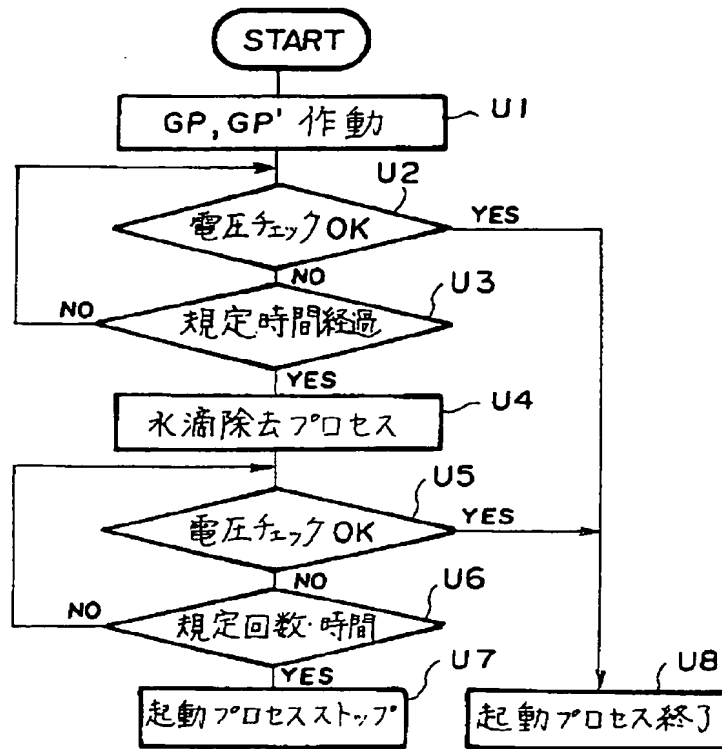 START
GP, GP' 作動
U1
U2
電圧チェックOK
YES
NO
U3
NO
規定時間経過
YES
U4
水滴除去プロセス
U5
電圧チェックOK
YES
NO
U6
NO
規定回数・時間
YES
U7
起動プロセスストップ
U8
起動プロセス終了